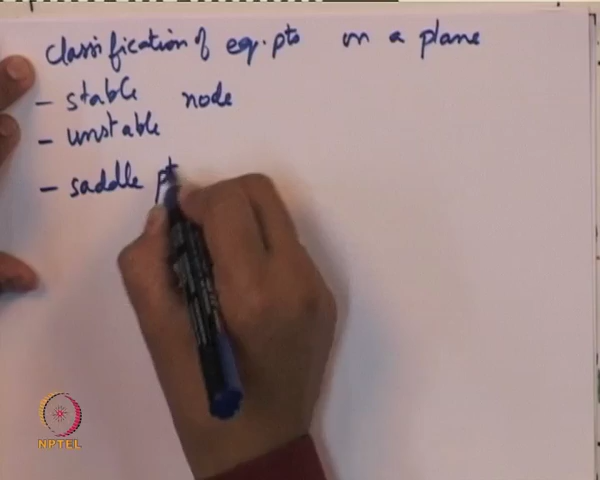 classification of eq. pts on a plane
- stable node
- unstable
- saddle pt
NPTEL